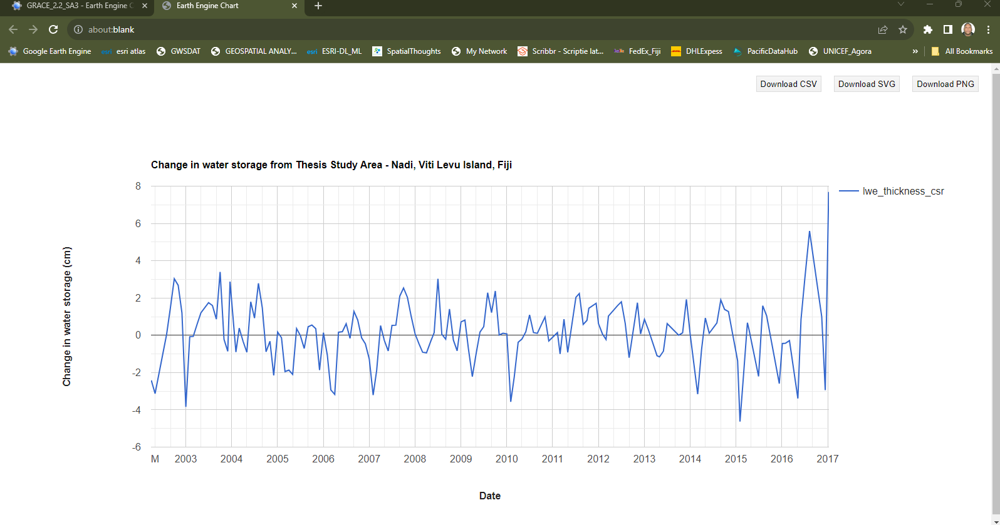 GRACE_2.2_SA3 - Earth Engine C
Earth Engine Chart
about:blank
Google Earth Engine esri esri atlas GWSDAT GEOSPATIAL ANALY... esri ESRI-DL_ML SpatialThoughts My Network Scribbr - Scriptie lat... FedEx_Fiji DHLExpess PacificDataHub UNICEF_Agora » All Bookmarks
Download CSV Download SVG Download PNG
Change in water storage from Thesis Study Area - Nadi, Viti Levu Island, Fiji
lwe_thickness_csr
Change in water storage (cm)
8
6
4
2
0
-2
-4
-6
M 2003 2004 2005 2006 2007 2008 2009 2010 2011 2012 2013 2014 2015 2016 2017
Date